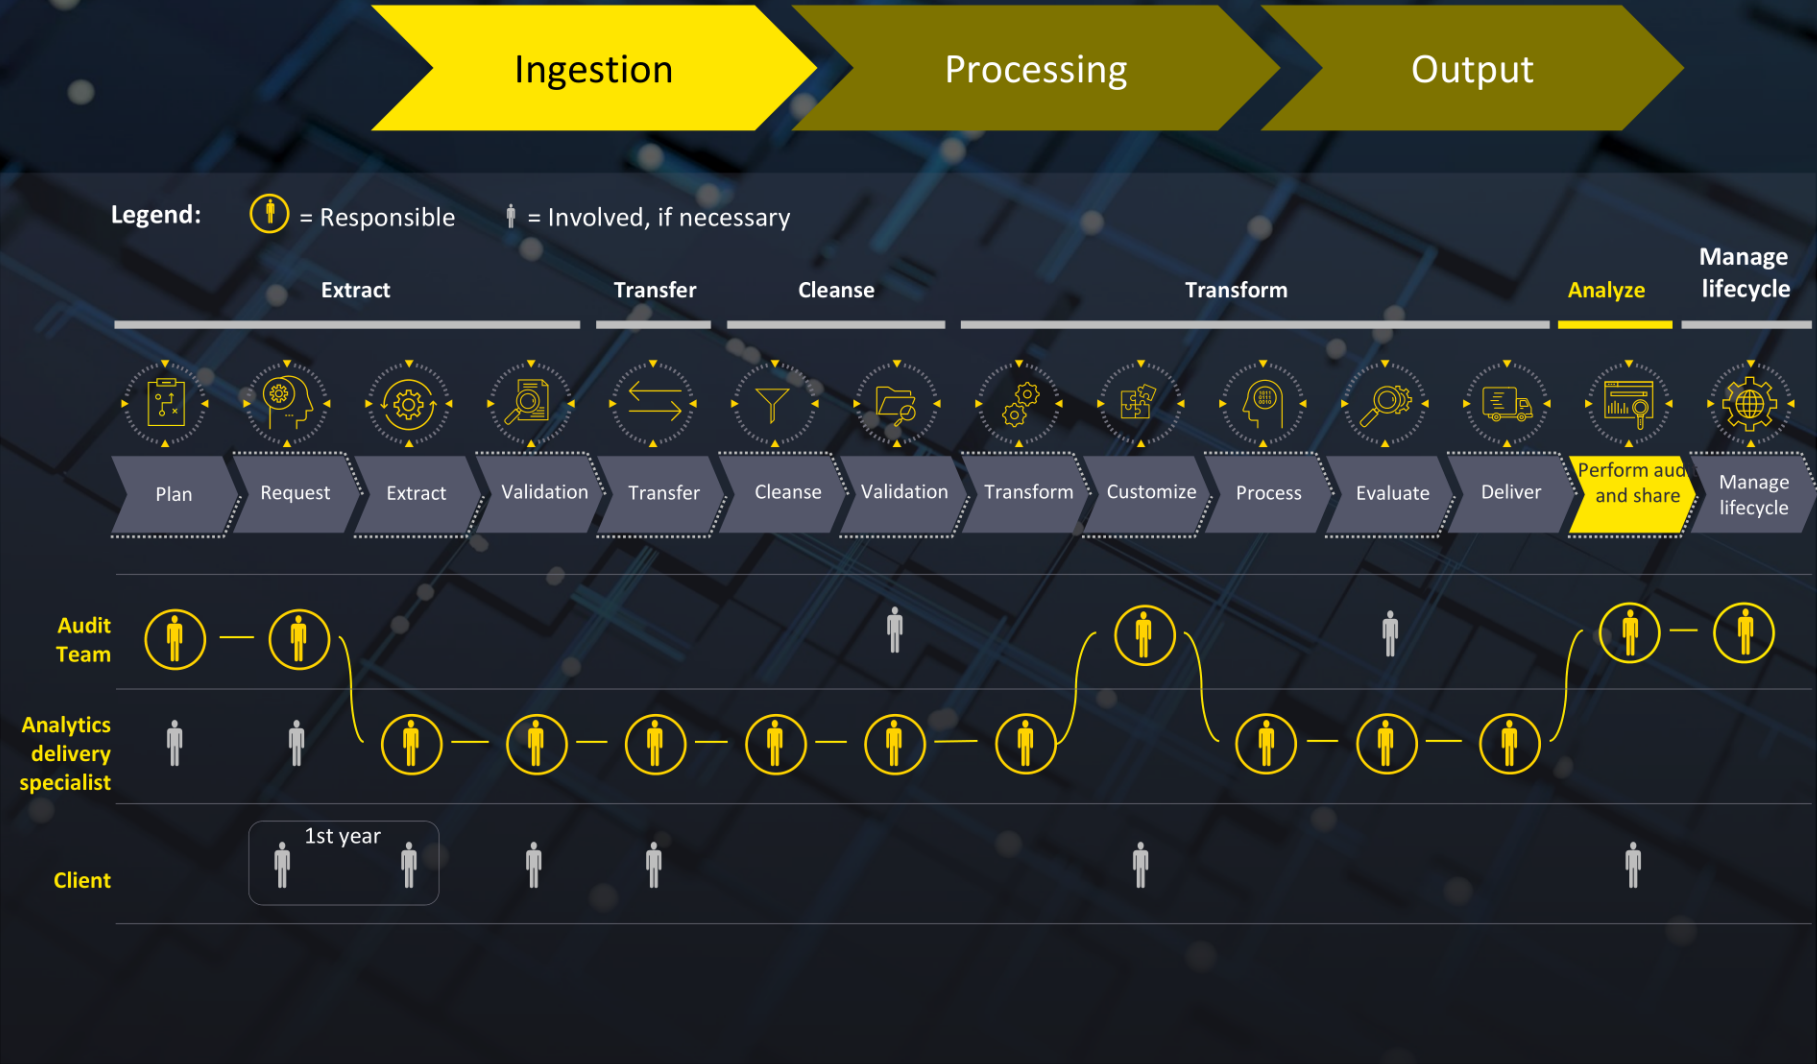 Ingestion
Processing
Output
Legend:
= Responsible
= Involved, if necessary
Extract
Transfer
Cleanse
Transform
Analyze
Manage
lifecycle
Plan
Request
Extract
Validation
Transfer
Cleanse
Validation
Transform
Customize
Process
Evaluate
Deliver
Perform aud
and share
Manage
lifecycle
Audit
Team
Analytics
delivery
specialist
1st year
Client